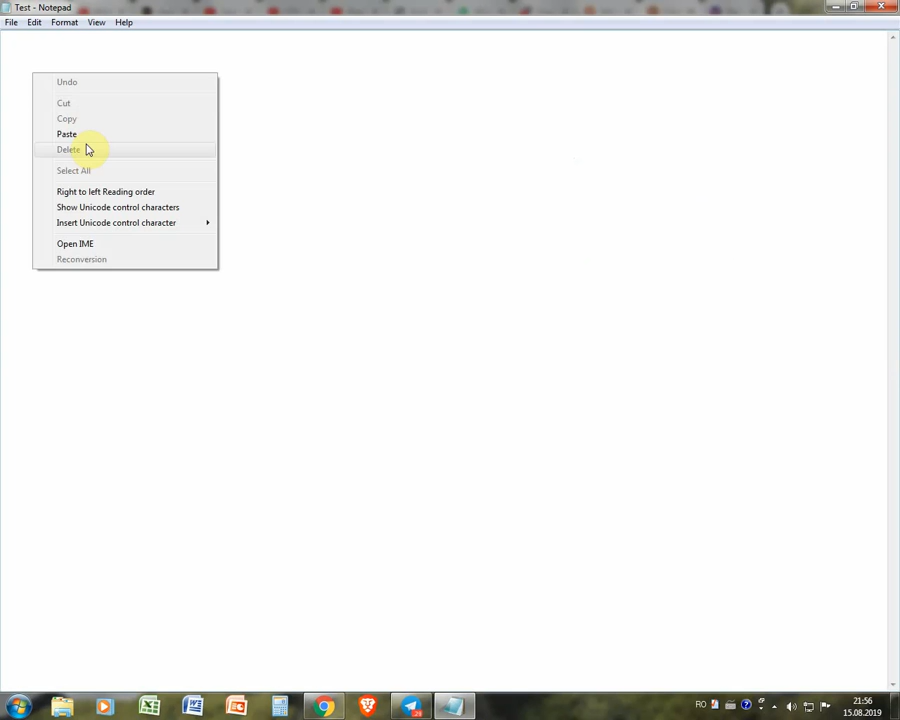 Test - Notepad
File Edit Format View Help
Undo
Cut
Copy
Paste
Delete
Select All
Right to left Reading order
Show Unicode control characters
Insert Unicode control character
Open IME
Reconversion
RO
21:56
15.08.2019